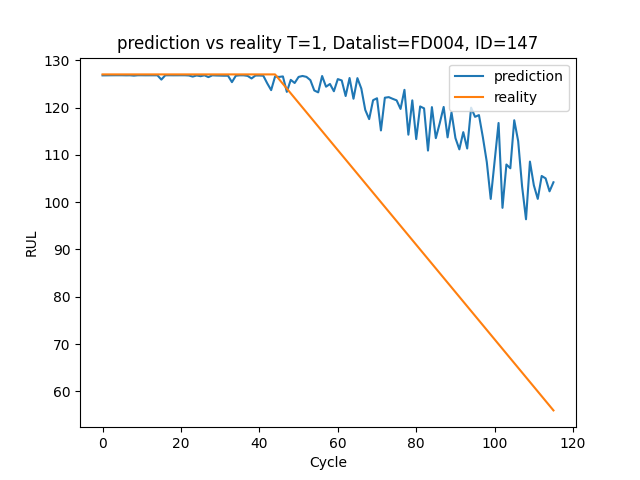 prediction vs reality T=1, Datalist=FD004, ID=147
prediction
reality
130
120
110
100
90
80
70
60
RUL
0 20 40 60 80 100 120
Cycle